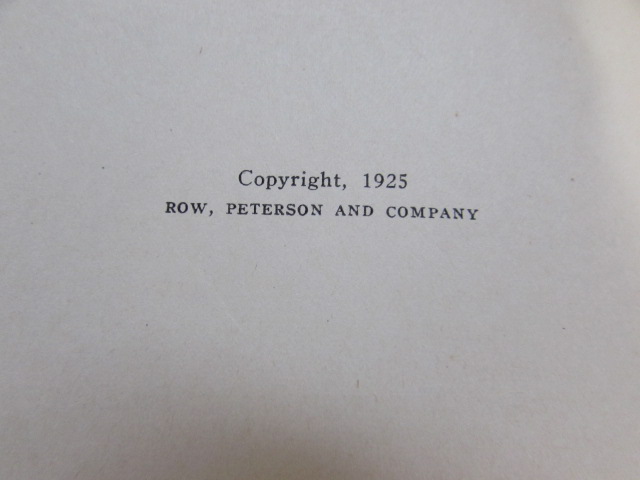 Copyright, 1925
ROW, PETERSON AND COMPANY